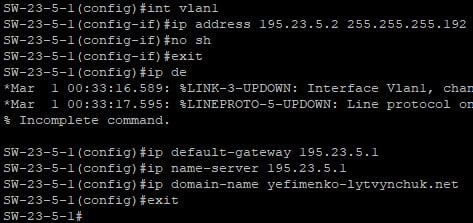 SW-23-5-1(config)#int vlan1
SW-23-5-1(config-if)#ip address 195.23.5.2 255.255.255.192
SW-23-5-1(config-if)#no sh
SW-23-5-1(config-if)#exit
SW-23-5-1(config)#ip de
*Mar  1 00:33:16.589: %LINK-3-UPDOWN: Interface Vlan1, chan
*Mar  1 00:33:17.595: %LINEPROTO-5-UPDOWN: Line protocol on
% Incomplete command.

SW-23-5-1(config)#ip default-gateway 195.23.5.1
SW-23-5-1(config)#ip name-server 195.23.5.1
SW-23-5-1(config)#ip domain-name yefimenko-lytvynchuk.net
SW-23-5-1(config)#exit
SW-23-5-1#